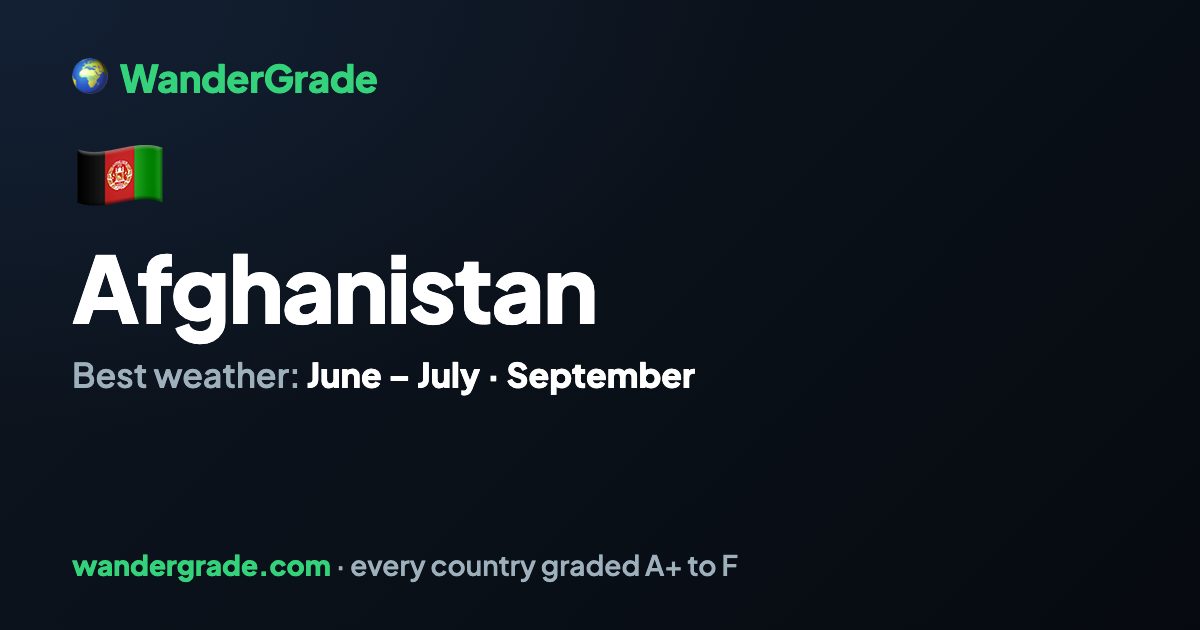 WanderGrade
Afghanistan
Best weather: June – July · September
wandergrade.com · every country graded A+ to F